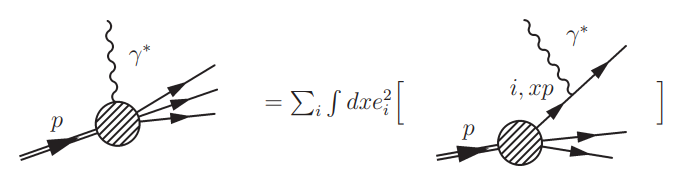 γ*
p
= ∑ᵢ ∫ dxeᵢ² [
γ*
i, xp
p
]